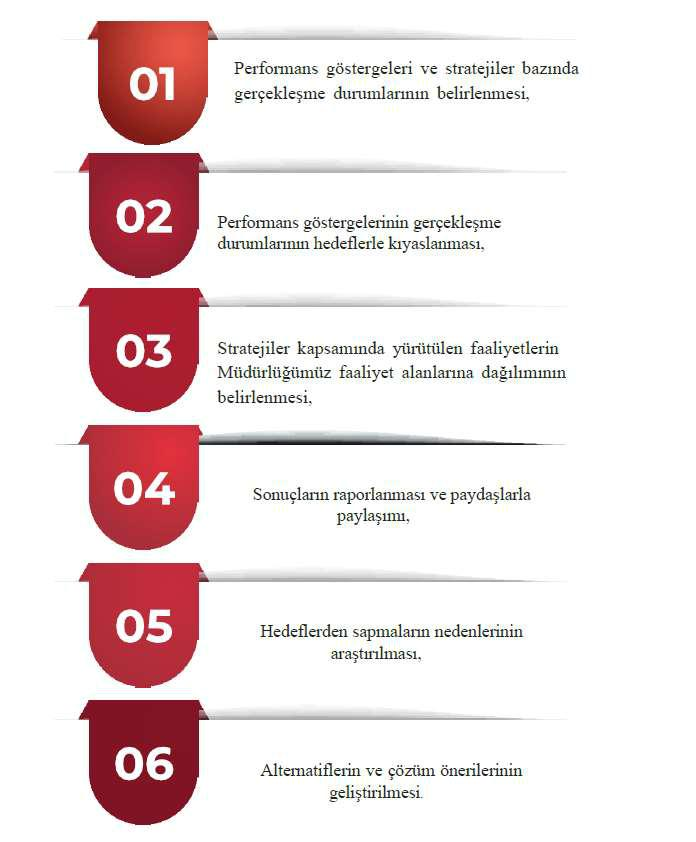 01
Performans göstergeleri ve stratejiler bazında
gerçekleşme durumlarının belirlenmesi,
02
Performans göstergelerinin gerçekleşme
durumlarının hedeflerle kıyaslanması,
03
Stratejiler kapsamında yürütülen faaliyetlerin
Müdürlüğümüz faaliyet alanlarına dağılımının
belirlenmesi,
04
Sonuçların raporlanması ve paydaşlarla
paylaşımı,
05
Hedeflerden sapmaların nedenlerinin
araştırılması,
06
Alternatiflerin ve çözüm önerilerinin
geliştirilmesi.